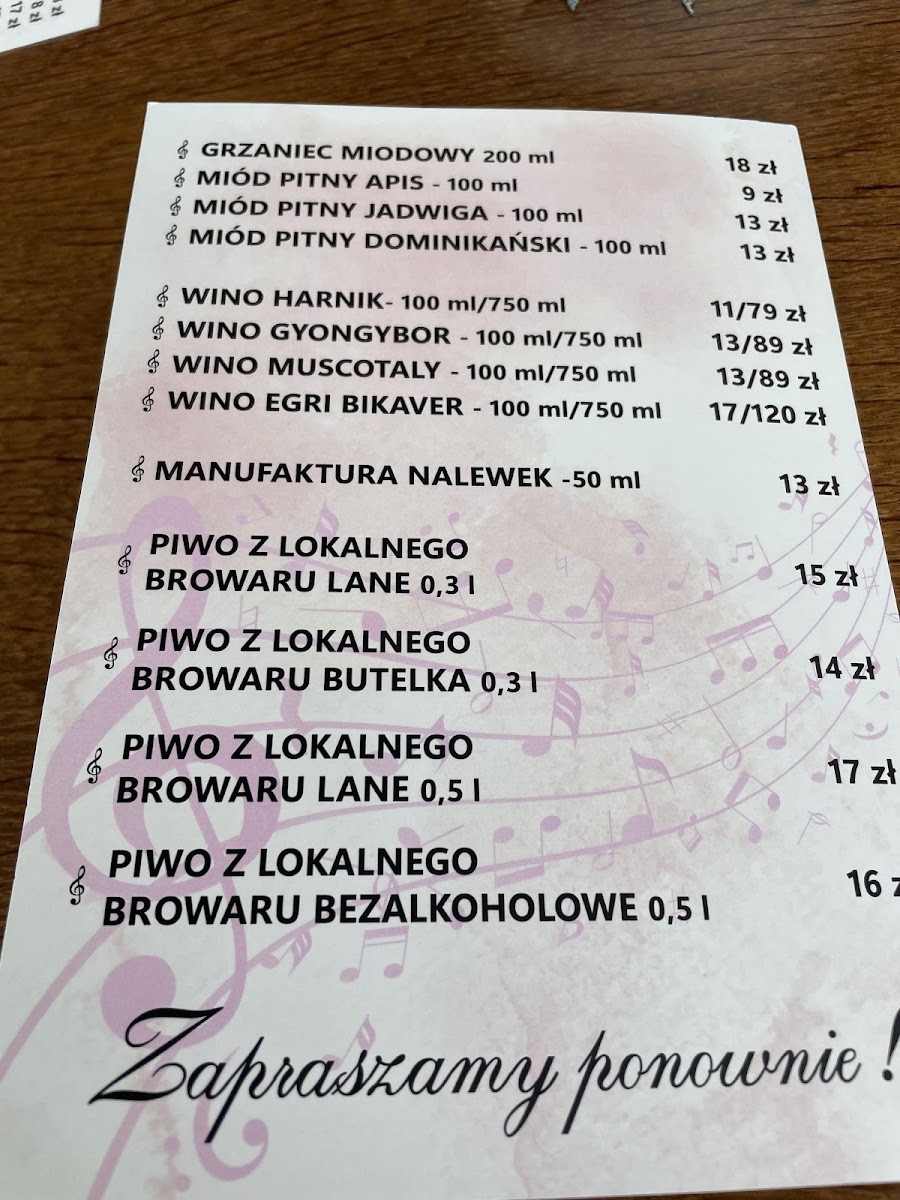 17 zł
8 zł
GRZANIEC MIODOWY 200 ml 18 zł
MIÓD PITNY APIS - 100 ml 9 zł
MIÓD PITNY JADWIGA - 100 ml 13 zł
MIÓD PITNY DOMINIKAŃSKI - 100 ml 13 zł
WINO HARNIK- 100 ml/750 ml 11/79 zł
WINO GYONGYBOR - 100 ml/750 ml 13/89 zł
WINO MUSCOTALY - 100 ml/750 ml 13/89 zł
WINO EGRI BIKAVER - 100 ml/750 ml 17/120 zł
MANUFAKTURA NALEWEK -50 ml 13 zł
PIWO Z LOKALNEGO
BROWARU LANE 0,3 l 15 zł
PIWO Z LOKALNEGO
BROWARU BUTELKA 0,3 l 14 zł
PIWO Z LOKALNEGO
BROWARU LANE 0,5 l 17 zł
PIWO Z LOKALNEGO
BROWARU BEZALKOHOLOWE 0,5 l 16 z
Zapraszamy ponownie !